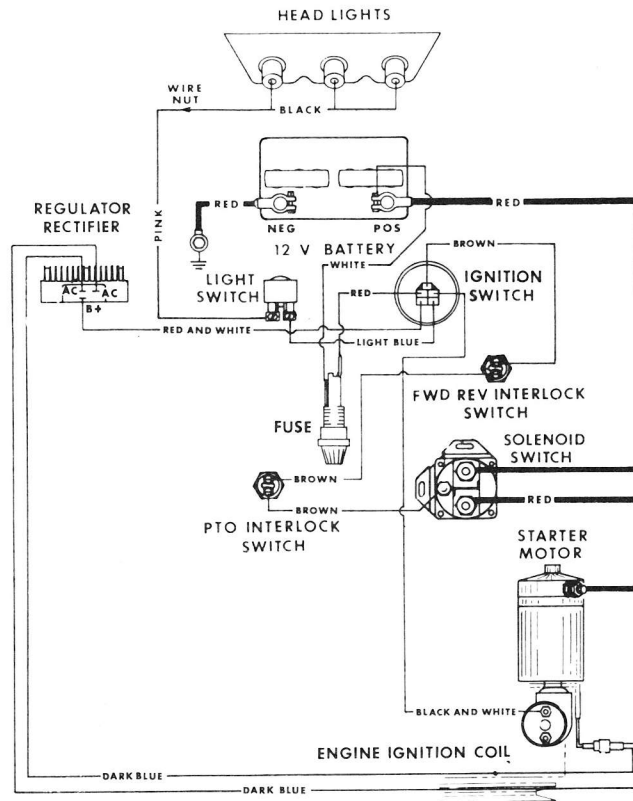 HEAD LIGHTS
WIRE
NUT
BLACK
PINK
RED
NEG
POS
RED
12 V BATTERY
REGULATOR
RECTIFIER
AC
AC
B+
LIGHT
SWITCH
WHITE
BROWN
RED
IGNITION
SWITCH
RED AND WHITE
LIGHT BLUE
FWD REV INTERLOCK
SWITCH
FUSE
SOLENOID
SWITCH
BROWN
BROWN
RED
PTO INTERLOCK
SWITCH
STARTER
MOTOR
BLACK AND WHITE
ENGINE IGNITION COIL
DARK BLUE
DARK BLUE